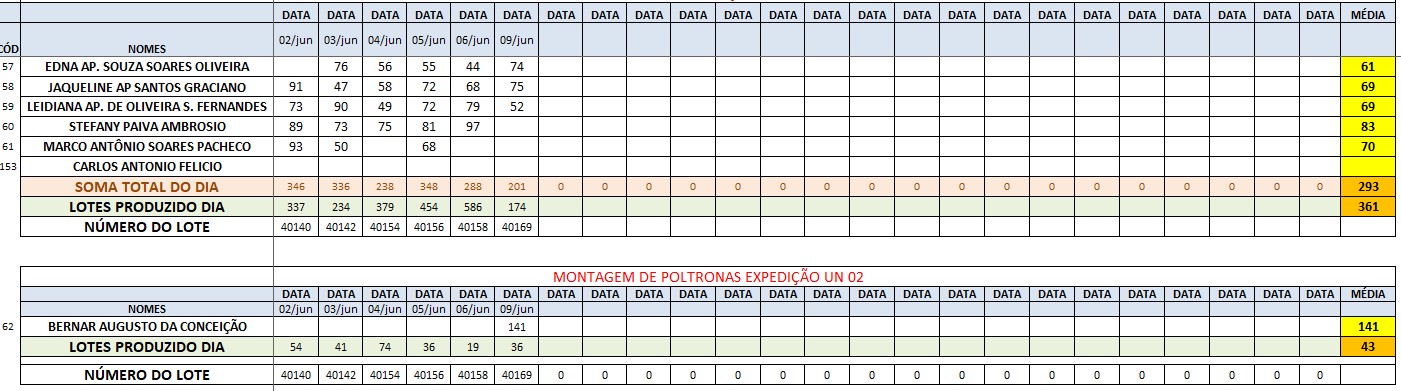 DATA DATA DATA DATA DATA DATA DATA DATA DATA DATA DATA DATA DATA DATA DATA DATA DATA DATA DATA DATA DATA DATA DATA DATA MÉDIA
CÓD NOMES 02/jun 03/jun 04/jun 05/jun 06/jun 09/jun
57 EDNA AP. SOUZA SOARES OLIVEIRA 76 56 55 44 74 61
58 JAQUELINE AP SANTOS GRACIANO 91 47 58 72 68 75 69
59 LEIDIANA AP. DE OLIVEIRA S. FERNANDES 73 90 49 72 79 52 69
60 STEFANY PAIVA AMBROSIO 89 73 75 81 97 83
61 MARCO ANTÔNIO SOARES PACHECO 93 50 68 70
153 CARLOS ANTONIO FELICIO
SOMA TOTAL DO DIA 346 336 238 348 288 201 0 0 0 0 0 0 0 0 0 0 0 0 0 0 0 0 0 0 293
LOTES PRODUZIDO DIA 337 234 379 454 586 174 361
NÚMERO DO LOTE 40140 40142 40154 40156 40158 40169
MONTAGEM DE POLTRONAS EXPEDIÇÃO UN 02
DATA DATA DATA DATA DATA DATA DATA DATA DATA DATA DATA DATA DATA DATA DATA DATA DATA DATA DATA DATA DATA DATA DATA DATA MÉDIA
NOMES 02/jun 03/jun 04/jun 05/jun 06/jun 09/jun
62 BERNAR AUGUSTO DA CONCEIÇÃO 141 141
LOTES PRODUZIDO DIA 54 41 74 36 19 36 43
NÚMERO DO LOTE 40140 40142 40154 40156 40158 40169 0 0 0 0 0 0 0 0 0 0 0 0 0 0 0 0 0 0